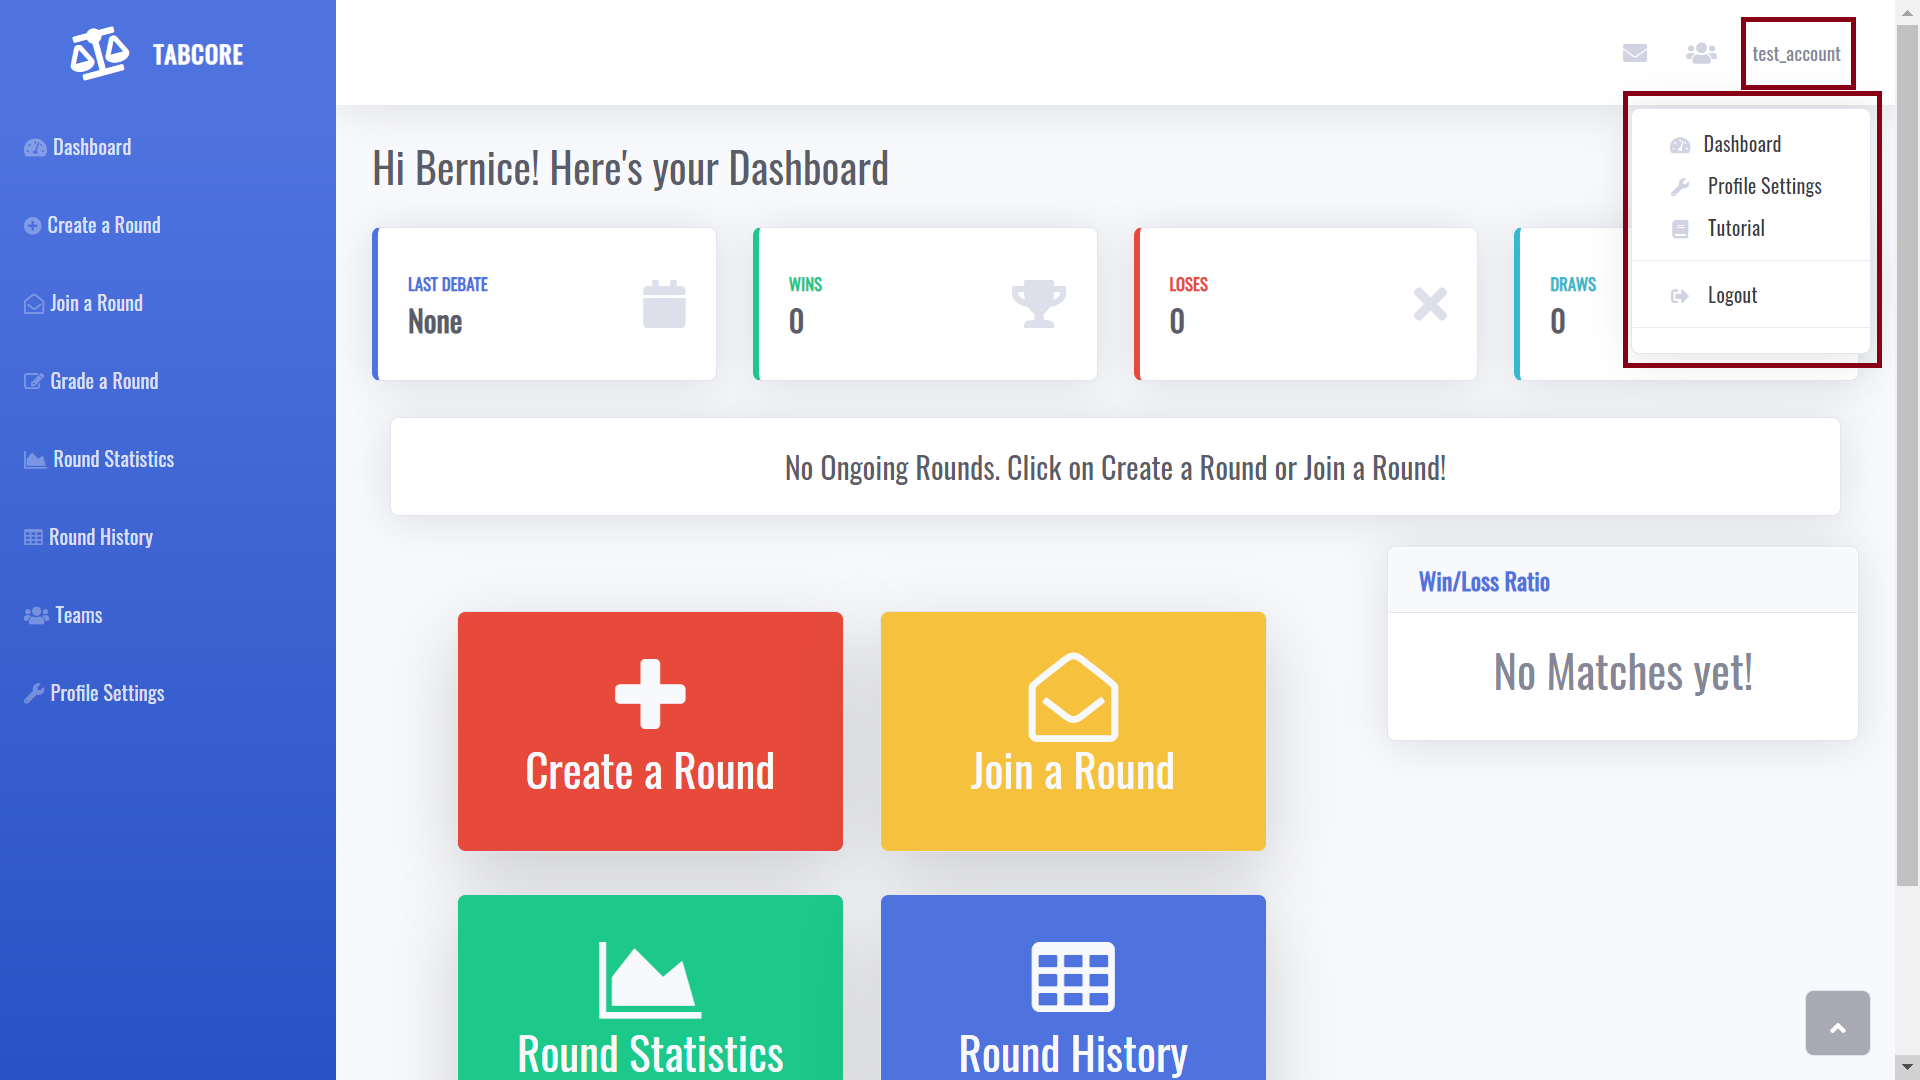 TABCORE
Dashboard
Create a Round
Join a Round
Grade a Round
Round Statistics
Round History
Teams
Profile Settings
test_account
Dashboard
Profile Settings
Tutorial
Logout
Hi Bernice! Here's your Dashboard
LAST DEBATE
None
WINS
0
LOSES
0
DRAWS
0
No Ongoing Rounds. Click on Create a Round or Join a Round!
Create a Round
Join a Round
Round Statistics
Round History
Win/Loss Ratio
No Matches yet!